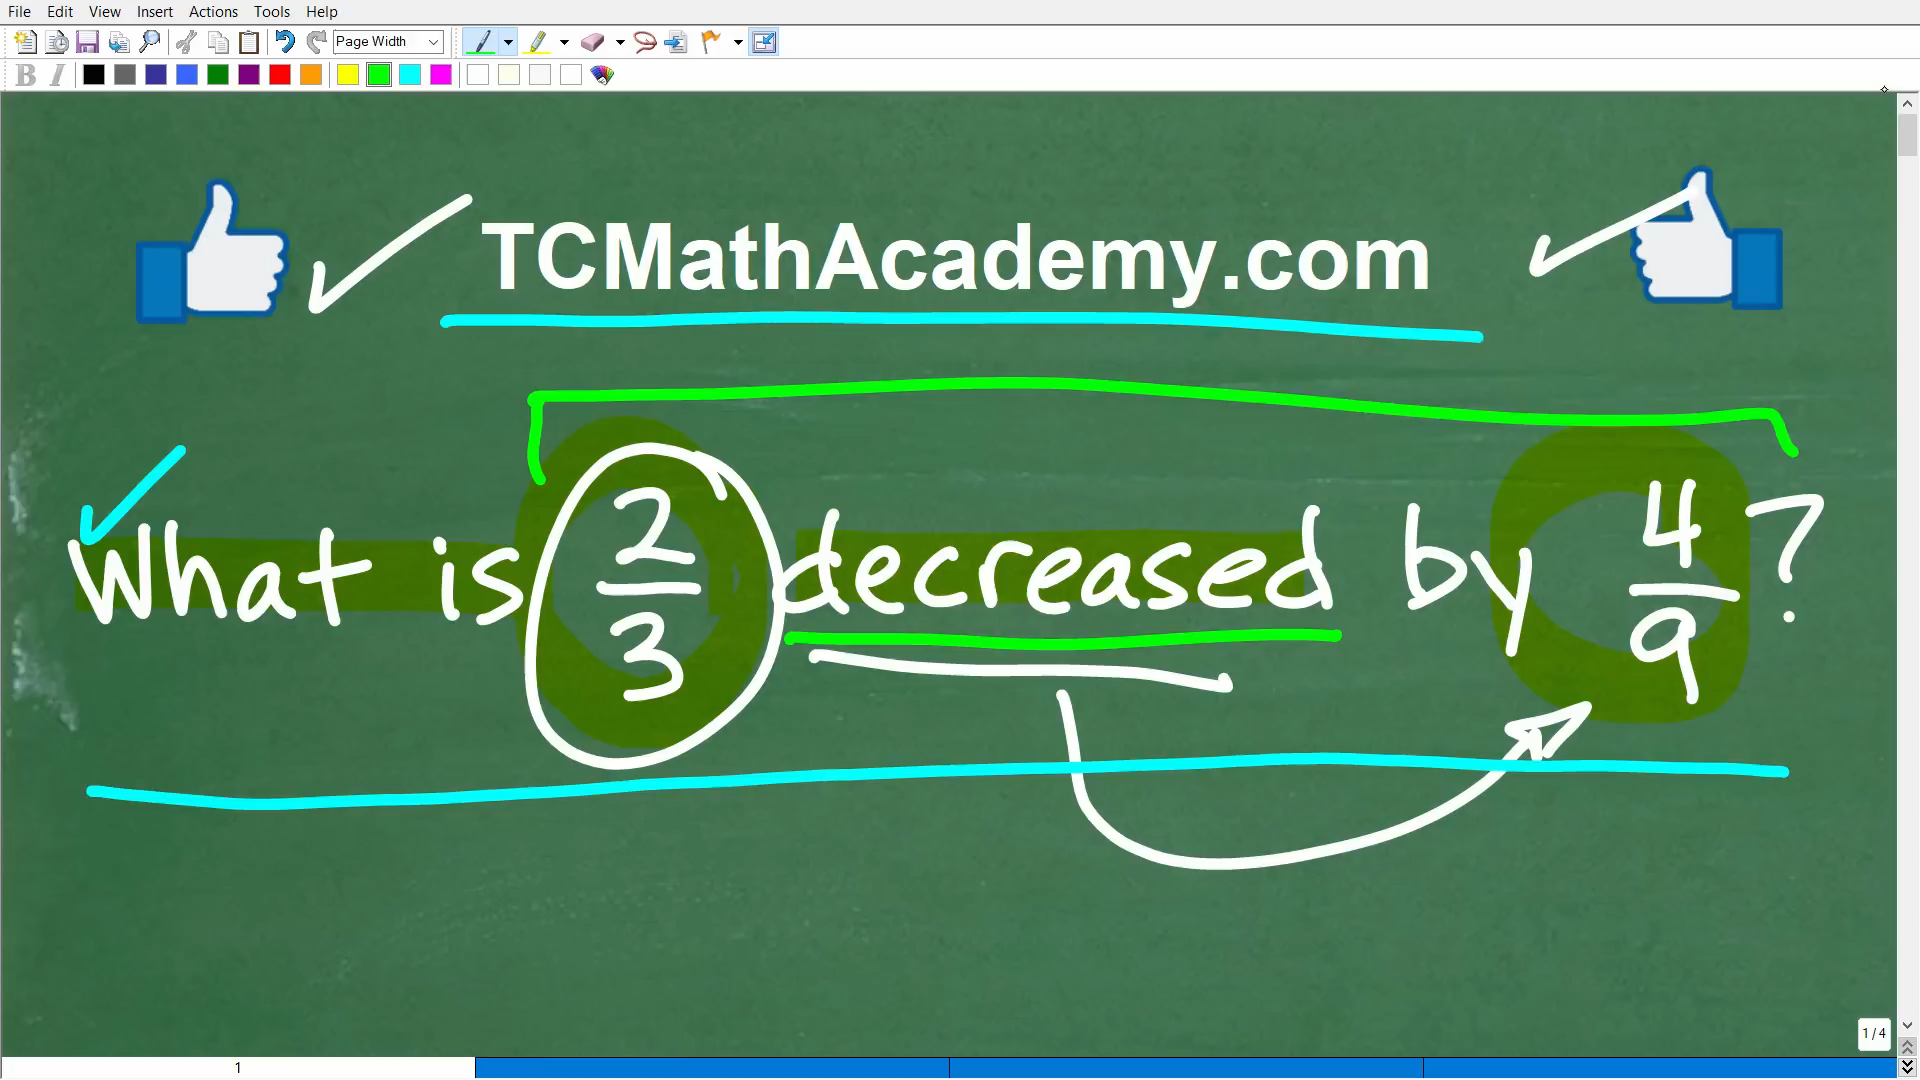 File Edit View Insert Actions Tools Help
Page Width
B I
TCMathAcademy.com
What is 2/3 decreased by 4/9?
1 / 4
1